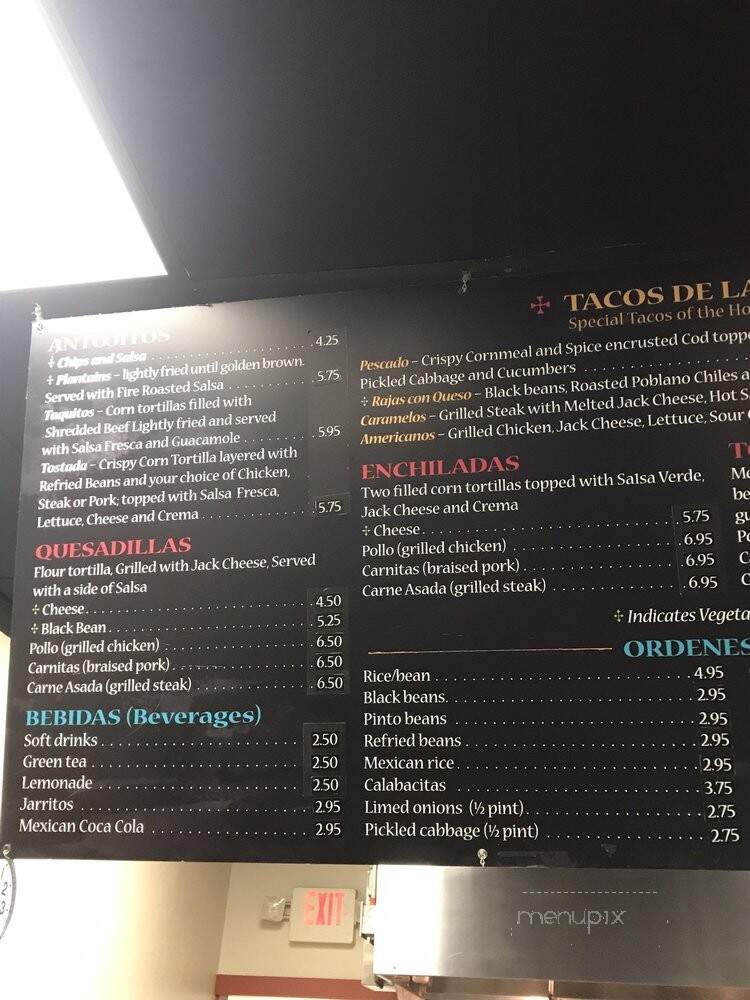 ANTOJITOS
✢ Chips and Salsa . . . . . . . . . . 4.25
✢ Plantains – lightly fried until golden brown.
Served with Fire Roasted Salsa . . . . . . . . . . 5.75
Taquitos – Corn tortillas filled with
Shredded Beef Lightly fried and served
with Salsa Fresca and Guacamole . . . . . . . . 5.95
Tostada – Crispy Corn Tortilla layered with
Refried Beans and your choice of Chicken,
Steak or Pork; topped with Salsa Fresca,
Lettuce, Cheese and Crema . . . . . . . . . . 5.75
QUESADILLAS
Flour tortilla, Grilled with Jack Cheese, Served
with a side of Salsa
✢ Cheese . . . . . . . . . . 4.50
✢ Black Bean . . . . . . . . . . 5.25
Pollo (grilled chicken) . . . . . . . . . . 6.50
Carnitas (braised pork) . . . . . . . . . . 6.50
Carne Asada (grilled steak) . . . . . . . . . . 6.50
BEBIDAS (Beverages)
Soft drinks . . . . . . . . . . 2.50
Green tea . . . . . . . . . . 2.50
Lemonade . . . . . . . . . . 2.50
Jarritos . . . . . . . . . . 2.95
Mexican Coca Cola . . . . . . . . . . 2.95
✢ TACOS DE LA
Special Tacos of the Ho
Pescado – Crispy Cornmeal and Spice encrusted Cod topp
Pickled Cabbage and Cucumbers . . . . . . . . . .
✢ Rajas con Queso – Black beans, Roasted Poblano Chiles a
Caramelos – Grilled Steak with Melted Jack Cheese, Hot S
Americanos – Grilled Chicken, Jack Cheese, Lettuce, Sour
ENCHILADAS
Two filled corn tortillas topped with Salsa Verde,
Jack Cheese and Crema
✢ Cheese . . . . . . . . . . 5.75
Pollo (grilled chicken) . . . . . . . . . . 6.95
Carnitas (braised pork) . . . . . . . . . . 6.95
Carne Asada (grilled steak) . . . . . . . . . . 6.95
✢ Indicates Vegeta
ORDENES
Rice/bean . . . . . . . . . . 4.95
Black beans . . . . . . . . . . 2.95
Pinto beans . . . . . . . . . . 2.95
Refried beans . . . . . . . . . . 2.95
Mexican rice . . . . . . . . . . 2.95
Calabacitas . . . . . . . . . . 3.75
Limed onions (½ pint) . . . . . . . . . . 2.75
Pickled cabbage (½ pint) . . . . . . . . . . 2.75
EXIT
menupix